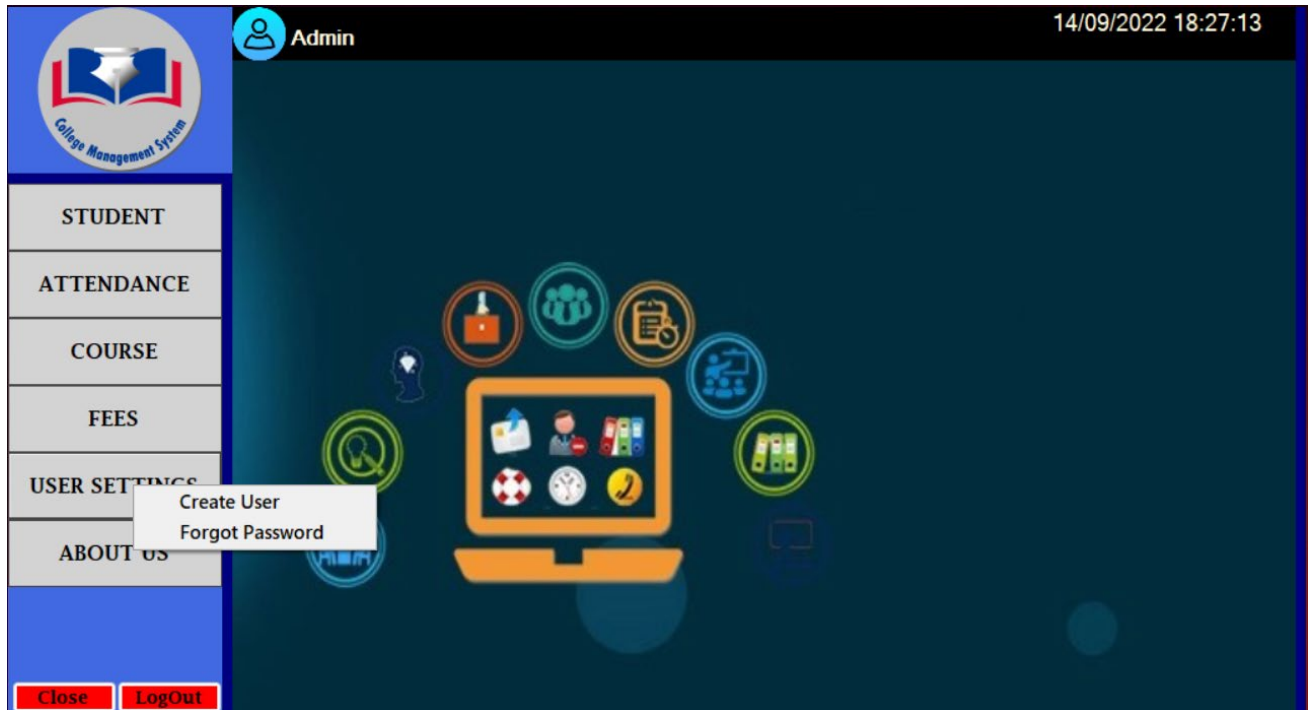 College Management System
Admin
14/09/2022 18:27:13
STUDENT
ATTENDANCE
COURSE
FEES
USER SETTINGS
Create User
Forgot Password
ABOUT US
Close
LogOut